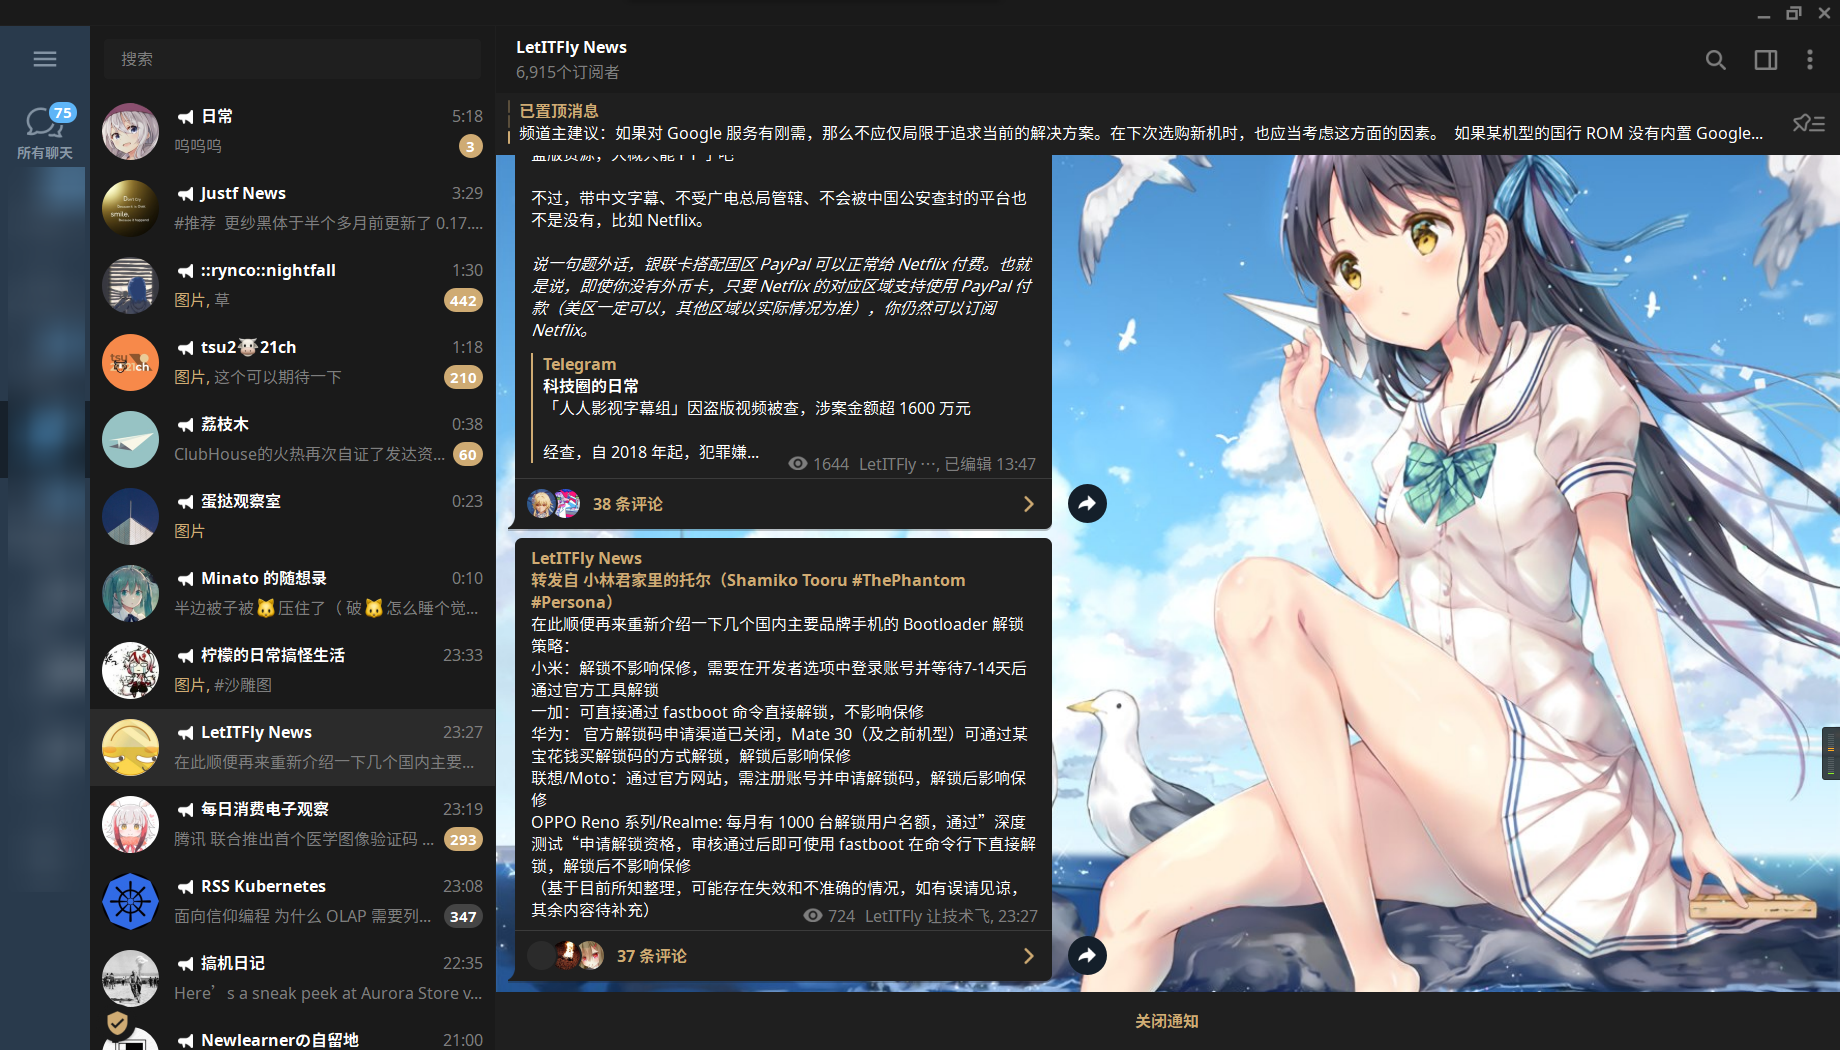 搜索
75
所有聊天
日常 5:18
呜呜呜 3
Justf News 3:29
#推荐 更纱黑体于半个多月前更新了 0.17....
::rynco::nightfall 1:30
图片, 草 442
tsu2🐮21ch 1:18
图片, 这个可以期待一下 210
荔枝木 0:38
ClubHouse的火热再次自证了发达资... 60
蛋挞观察室 0:23
图片
Minato 的随想录 0:10
半边被子被🐱压住了（ 破🐱怎么睡个觉...
柠檬的日常搞怪生活 23:33
图片, #沙雕图
LetITFly News 23:27
在此顺便再来重新介绍一下几个国内主要...
每日消费电子观察 23:19
腾讯 联合推出首个医学图像验证码 ... 293
RSS Kubernetes 23:08
面向信仰编程 为什么 OLAP 需要列... 347
搞机日记 22:35
Here’s a sneak peek at Aurora Store v...
Newlearnerの自留地 21:00
LetITFly News
6,915个订阅者
已置顶消息
频道主建议：如果对 Google 服务有刚需，那么不应仅局限于追求当前的解决方案。在下次选购新机时，也应当考虑这方面的因素。 如果某机型的国行 ROM 没有内置 Google...
不过，带中文字幕、不受广电总局管辖、不会被中国公安查封的平台也
不是没有，比如 Netflix。
说一句题外话，银联卡搭配国区 PayPal 可以正常给 Netflix 付费。也就
是说，即使你没有外币卡，只要 Netflix 的对应区域支持使用 PayPal 付
款（美区一定可以，其他区域以实际情况为准），你仍然可以订阅
Netflix。
Telegram
科技圈的日常
「人人影视字幕组」因盗版视频被查，涉案金额超 1600 万元
经查，自 2018 年起，犯罪嫌...
1644 LetITFly ···, 已编辑 13:47
38 条评论
LetITFly News
转发自 小林君家里的托尔（Shamiko Tooru #ThePhantom
#Persona）
在此顺便再来重新介绍一下几个国内主要品牌手机的 Bootloader 解锁
策略：
小米：解锁不影响保修，需要在开发者选项中登录账号并等待7-14天后
通过官方工具解锁
一加：可直接通过 fastboot 命令直接解锁，不影响保修
华为： 官方解锁码申请渠道已关闭，Mate 30（及之前机型）可通过某
宝花钱买解锁码的方式解锁，解锁后影响保修
联想/Moto：通过官方网站，需注册账号并申请解锁码，解锁后影响保
修
OPPO Reno 系列/Realme: 每月有 1000 台解锁用户名额，通过”深度
测试“申请解锁资格，审核通过后即可使用 fastboot 在命令行下直接解
锁，解锁后不影响保修
（基于目前所知整理，可能存在失效和不准确的情况，如有误请见谅，
其余内容待补充）
724 LetITFly 让技术飞, 23:27
37 条评论
关闭通知